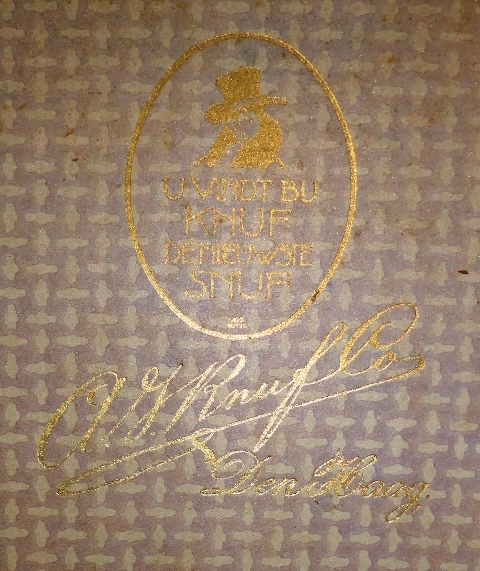 U VINDT BIJ
KNUF
DE NIEUWSTE
SNUF
A.J. Knuf & Co
Den Haag.